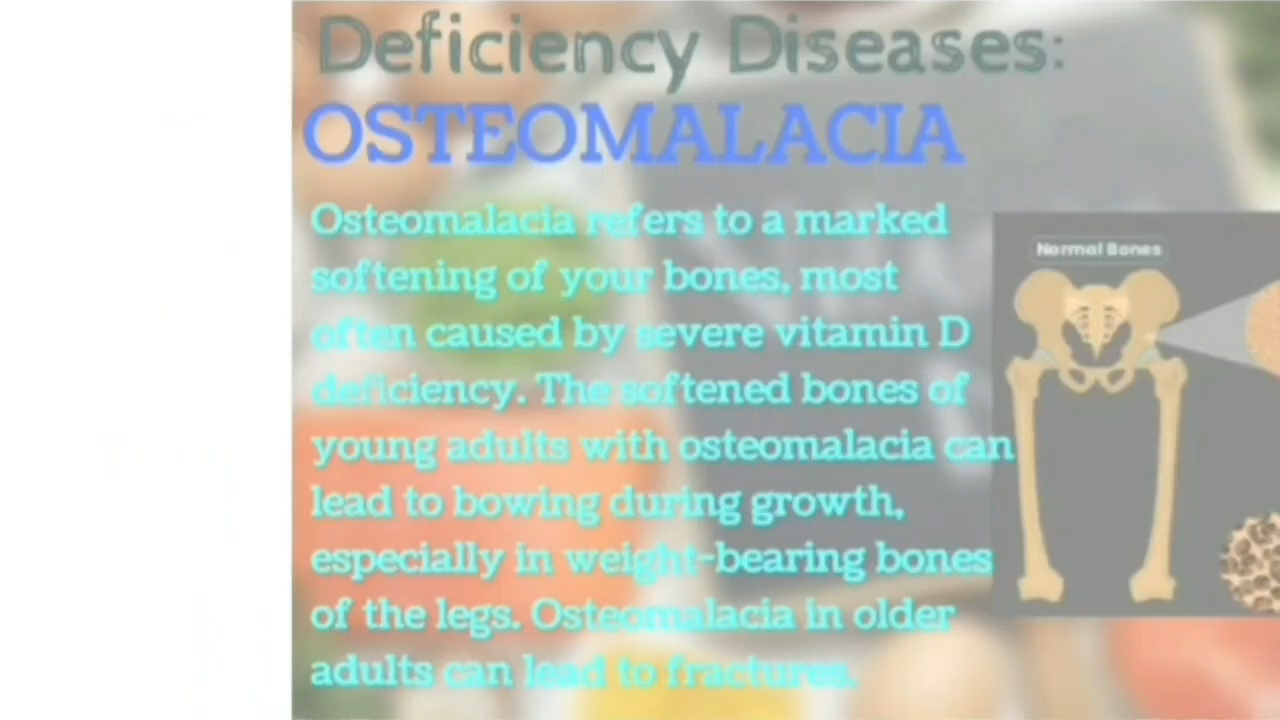 Deficiency Diseases:
OSTEOMALACIA
Osteomalacia refers to a marked
softening of your bones, most
often caused by severe vitamin D
deficiency. The softened bones of
young adults with osteomalacia can
lead to bowing during growth,
especially in weight-bearing bones
of the legs. Osteomalacia in older
adults can lead to fractures.
Normal Bones